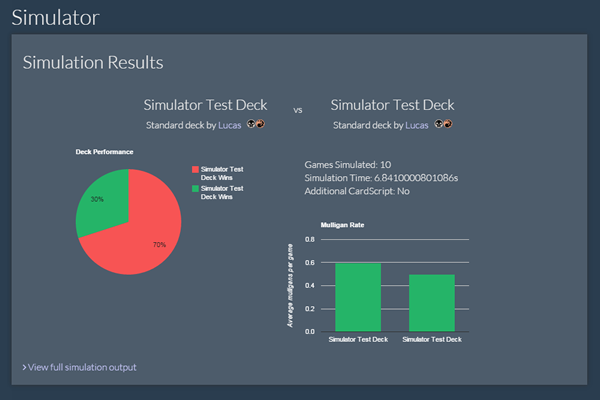 Simulator
Simulation Results
Simulator Test Deck
vs
Simulator Test Deck
Standard deck by Lucas
Standard deck by Lucas
Deck Performance
Simulator Test
Deck Wins
Simulator Test
Deck Wins
30%
70%
Games Simulated: 10
Simulation Time: 6.8410000801086s
Additional CardScript: No
Mulligan Rate
Average mulligans per game
0.8
0.6
0.4
0.2
0.0
Simulator Test Deck
Simulator Test Deck
> View full simulation output